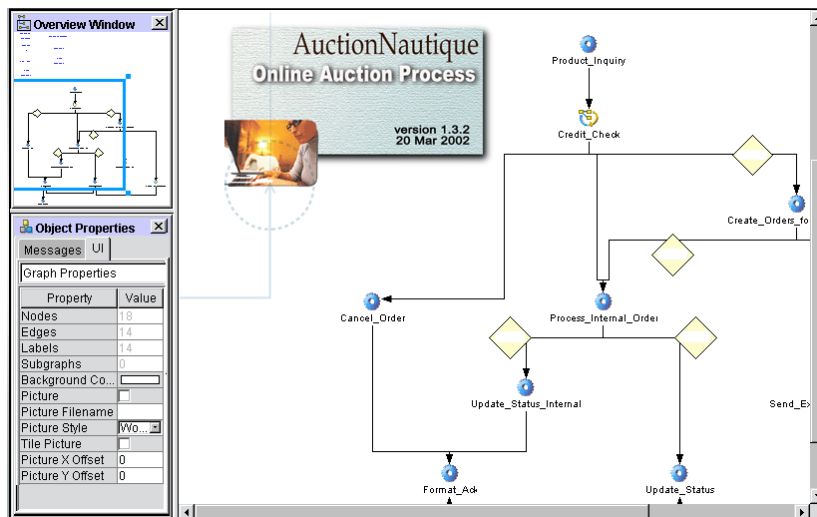 Overview Window
Object Properties
Messages
UI
Graph Properties
Property Value
Nodes 18
Edges 14
Labels 14
Subgraphs 0
Background Co...
Picture
Picture Filename
Picture Style Wo...
Tile Picture
Picture X Offset 0
Picture Y Offset 0
AuctionNautique
Online Auction Process
version 1.3.2
20 Mar 2002
Product_Inquiry
Credit_Check
Create_Orders_fo
Cancel_Order
Process_Internal_Order
Update_Status_Internal
Send_Ex
Format_Ack
Update_Status